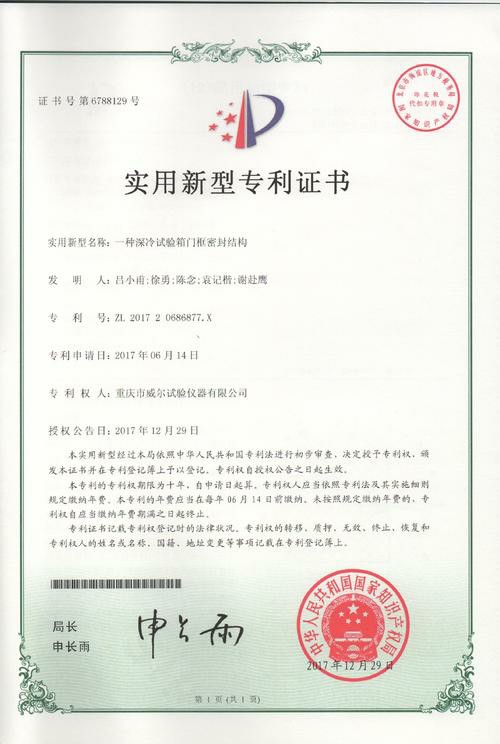 证书号第6788129号
印花税
代扣专用章
实用新型专利证书
实用新型名称：一种深冷试验箱门框密封结构
发明人：吕小甫;徐勇;陈念;袁记楷;谢赴鹰
专利号：ZL 2017 2 0686877.X
专利申请日：2017年06月14日
专利权人：重庆市威尔试验仪器有限公司
授权公告日：2017年12月29日
本实用新型经过本局依照中华人民共和国专利法进行初步审查，决定授予专利权，颁
发本证书并在专利登记簿上予以登记。专利权自授权公告之日起生效。
本专利的专利权期限为十年，自申请日起算。专利权人应当依照专利法及其实施细则
规定缴纳年费。本专利的年费应当在每年06月14日前缴纳。未按照规定缴纳年费的，专
利权自应当缴纳年费期满之日起终止。
专利证书记载专利权登记时的法律状况。专利权的转移、质押、无效、终止、恢复和
专利权人的姓名或名称、国籍、地址变更等事项记载在专利登记簿上。
局长
申长雨
申长雨
中华人民共和国国家知识产权局
2017年12月29日
第1页(共1页)